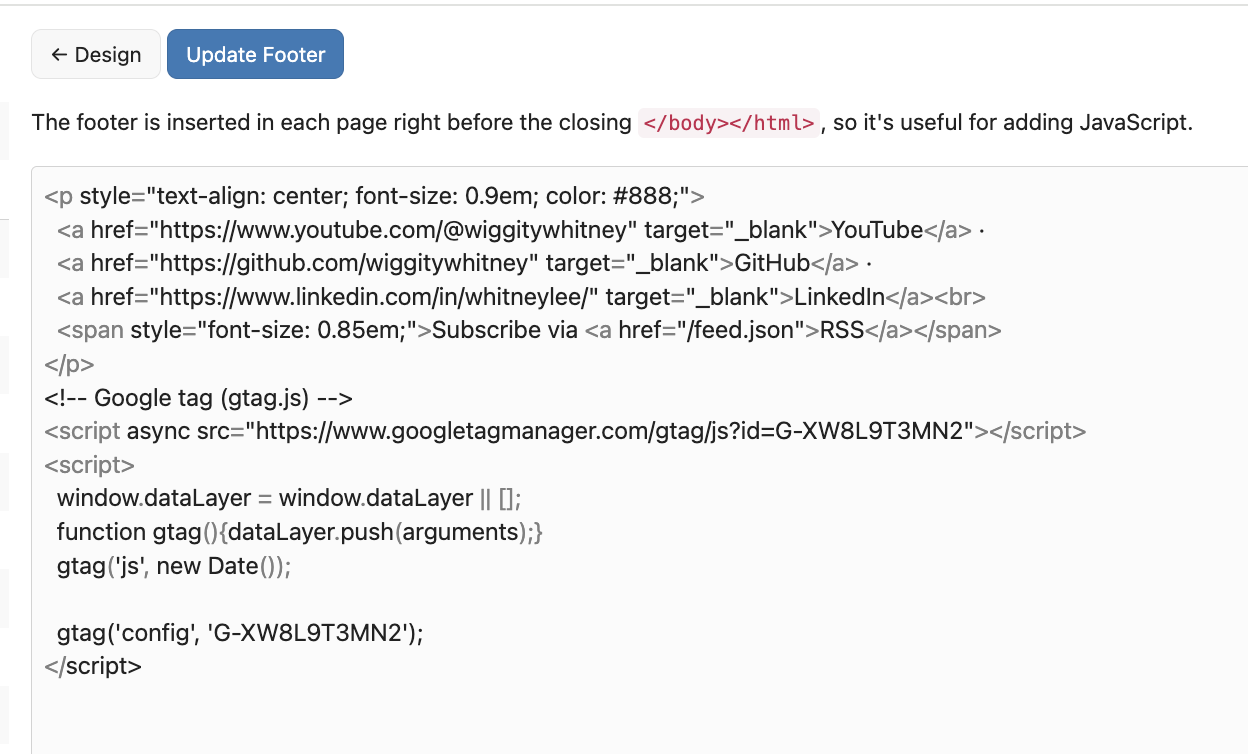 ← Design Update Footer
The footer is inserted in each page right before the closing </body></html>, so it's useful for adding JavaScript.
<p style="text-align: center; font-size: 0.9em; color: #888;">
<a href="https://www.youtube.com/@wiggitywhitney" target="_blank">YouTube</a> ·
<a href="https://github.com/wiggitywhitney" target="_blank">GitHub</a> ·
<a href="https://www.linkedin.com/in/whitneylee/" target="_blank">LinkedIn</a><br>
<span style="font-size: 0.85em;">Subscribe via <a href="/feed.json">RSS</a></span>
</p>
<!-- Google tag (gtag.js) -->
<script async src="https://www.googletagmanager.com/gtag/js?id=G-XW8L9T3MN2"></script>
<script>
window.dataLayer = window.dataLayer || [];
function gtag(){dataLayer.push(arguments);}
gtag('js', new Date());
gtag('config', 'G-XW8L9T3MN2');
</script>